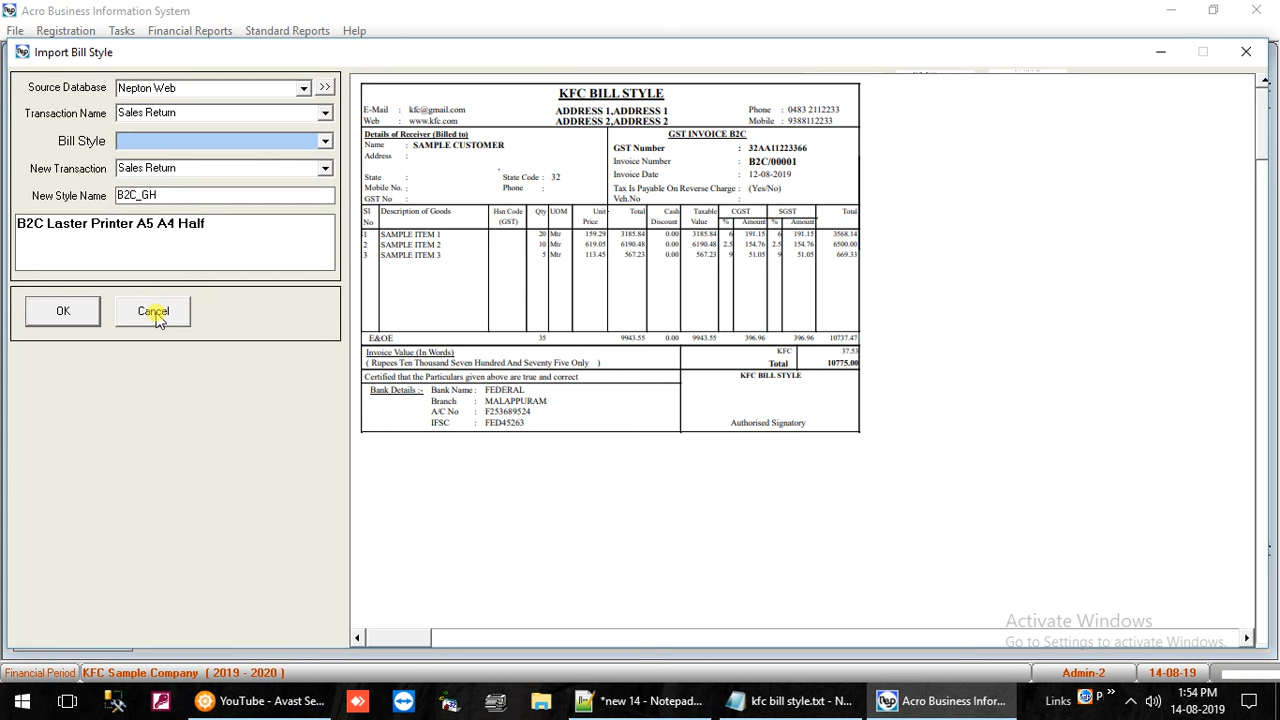 Acro Business Information System
File Registration Tasks Financial Reports Standard Reports Help
Import Bill Style
Source Database Nepton Web >>
Transaction Name Sales Return
Bill Style
New Transaction Sales Return
New Style Name B2C_GH
B2C Laster Printer A5 A4 Half
OK Cancel
KFC BILL STYLE
E-Mail : kfc@gmail.com ADDRESS 1,ADDRESS 1 Phone : 0483 2112233
Web : www.kfc.com ADDRESS 2,ADDRESS 2 Mobile : 9388112233
Details of Receiver (Billed to) GST INVOICE B2C
Name : SAMPLE CUSTOMER GST Number : 32AA11223366
Address : Invoice Number : B2C/00001
, Invoice Date : 12-08-2019
State : State Code : 32
Mobile No. : Phone : Tax Is Payable On Reverse Charge : (Yes/No)
GST No : Veh.No :
Sl No Description of Goods Hsn Code (GST) Qty UOM Unit Price Total Cash Discount Taxable Value CGST % Amount SGST % Amount Total
1 SAMPLE ITEM 1 20 Mtr 159.29 3185.84 0.00 3185.84 6 191.15 6 191.15 3568.14
2 SAMPLE ITEM 2 10 Mtr 619.05 6190.48 0.00 6190.48 2.5 154.76 2.5 154.76 6500.00
3 SAMPLE ITEM 3 5 Mtr 113.45 567.23 0.00 567.23 9 51.05 9 51.05 669.33
E&OE 35 9943.55 0.00 9943.55 396.96 396.96 10737.47
Invoice Value (In Words) KFC 37.53
( Rupees Ten Thousand Seven Hundred And Seventy Five Only ) Total 10775.00
Certified that the Particulars given above are true and correct KFC BILL STYLE
Bank Details :- Bank Name : FEDERAL
Branch : MALAPPURAM
A/C No : F253689524
IFSC : FED45263 Authorised Signatory
Activate Windows
Go to Settings to activate Windows.
Financial Period KFC Sample Company ( 2019 - 2020 ) Admin-2 14-08-19
YouTube - Avast Se... *new 14 - Notepad... kfc bill style.txt - N... Acro Business Infor... Links P » 1:54 PM
14-08-2019